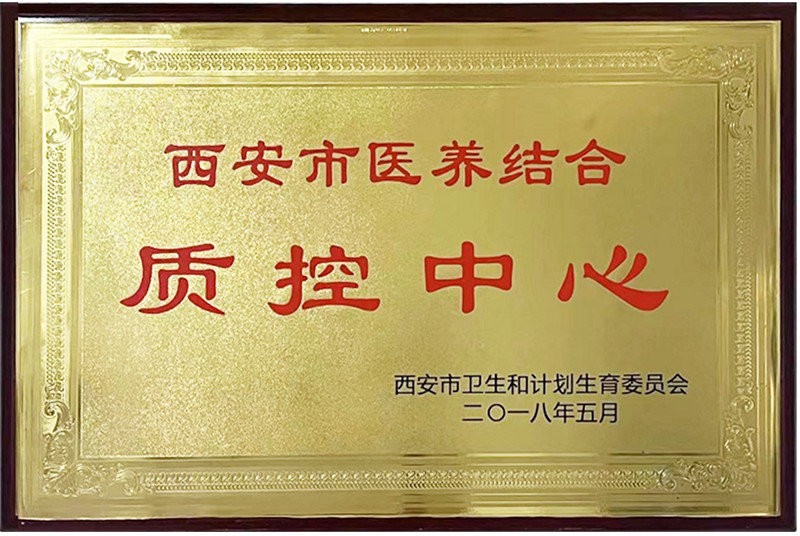 西安市医养结合
质控中心
西安市卫生和计划生育委员会
二〇一八年五月